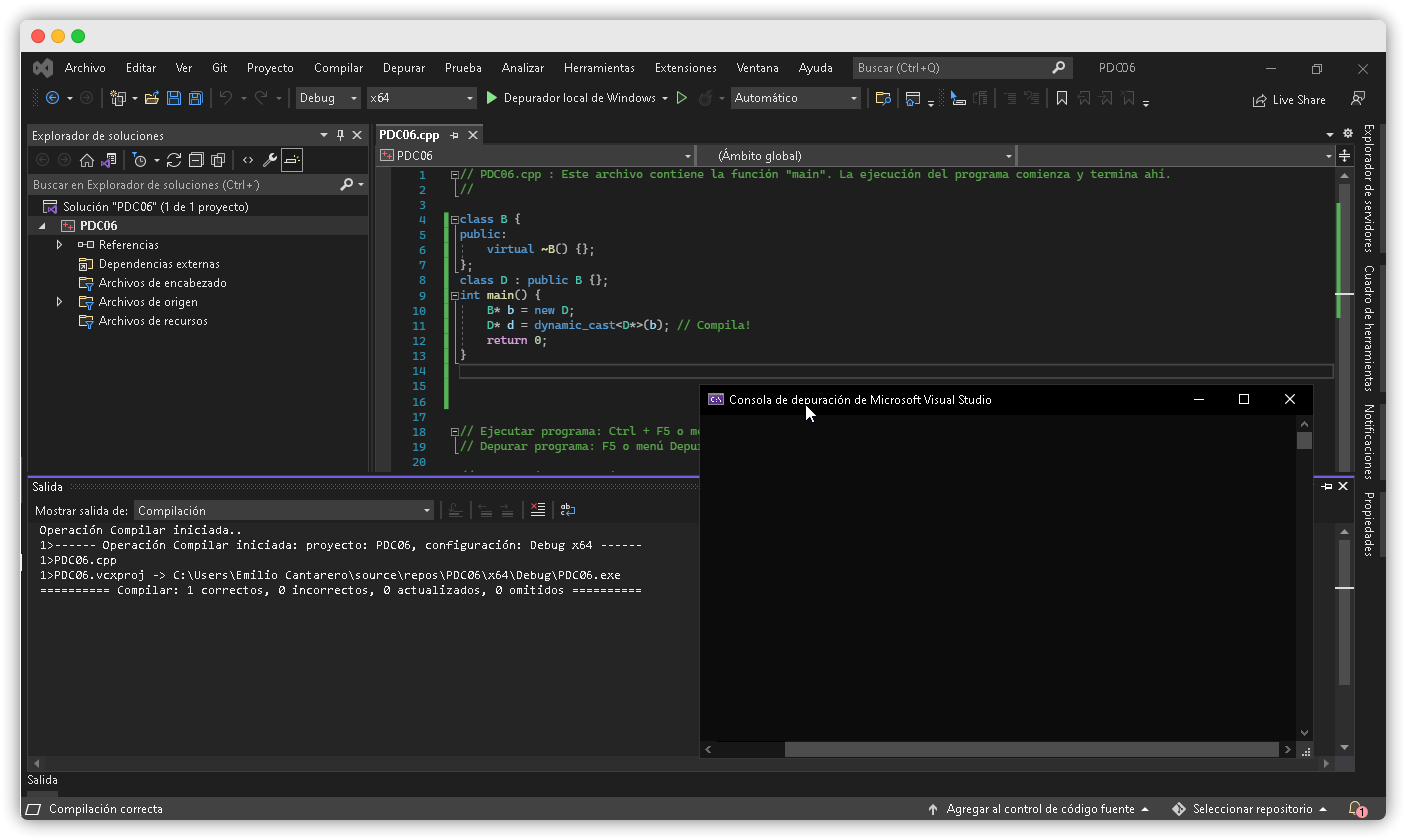 Archivo Editar Ver Git Proyecto Compilar Depurar Prueba Analizar Herramientas Extensiones Ventana Ayuda Buscar (Ctrl+Q) PDC06
Debug x64 Depurador local de Windows Automático Live Share
Explorador de soluciones
Buscar en Explorador de soluciones (Ctrl+´)
Solución "PDC06" (1 de 1 proyecto)
PDC06
Referencias
Dependencias externas
Archivos de encabezado
Archivos de origen
Archivos de recursos
PDC06.cpp
PDC06 (Ámbito global)
1 // PDC06.cpp : Este archivo contiene la función "main". La ejecución del programa comienza y termina ahí.
2 //
3
4 class B {
5 public:
6 virtual ~B() {};
7 };
8 class D : public B {};
9 int main() {
10 B* b = new D;
11 D* d = dynamic_cast<D*>(b); // Compila!
12 return 0;
13 }
14
15
16
17
18 // Ejecutar programa: Ctrl + F5 o
19 // Depurar programa: F5 o menú
20
Explorador de servidores
Cuadro de herramientas
Notificaciones
Propiedades
Consola de depuración de Microsoft Visual Studio
Salida
Mostrar salida de: Compilación
Operación Compilar iniciada..
1>------ Operación Compilar iniciada: proyecto: PDC06, configuración: Debug x64 ------
1>PDC06.cpp
1>PDC06.vcxproj -> C:\Users\Emilio Cantarero\source\repos\PDC06\x64\Debug\PDC06.exe
========== Compilar: 1 correctos, 0 incorrectos, 0 actualizados, 0 omitidos ==========
Salida
Compilación correcta Agregar al control de código fuente Seleccionar repositorio 1